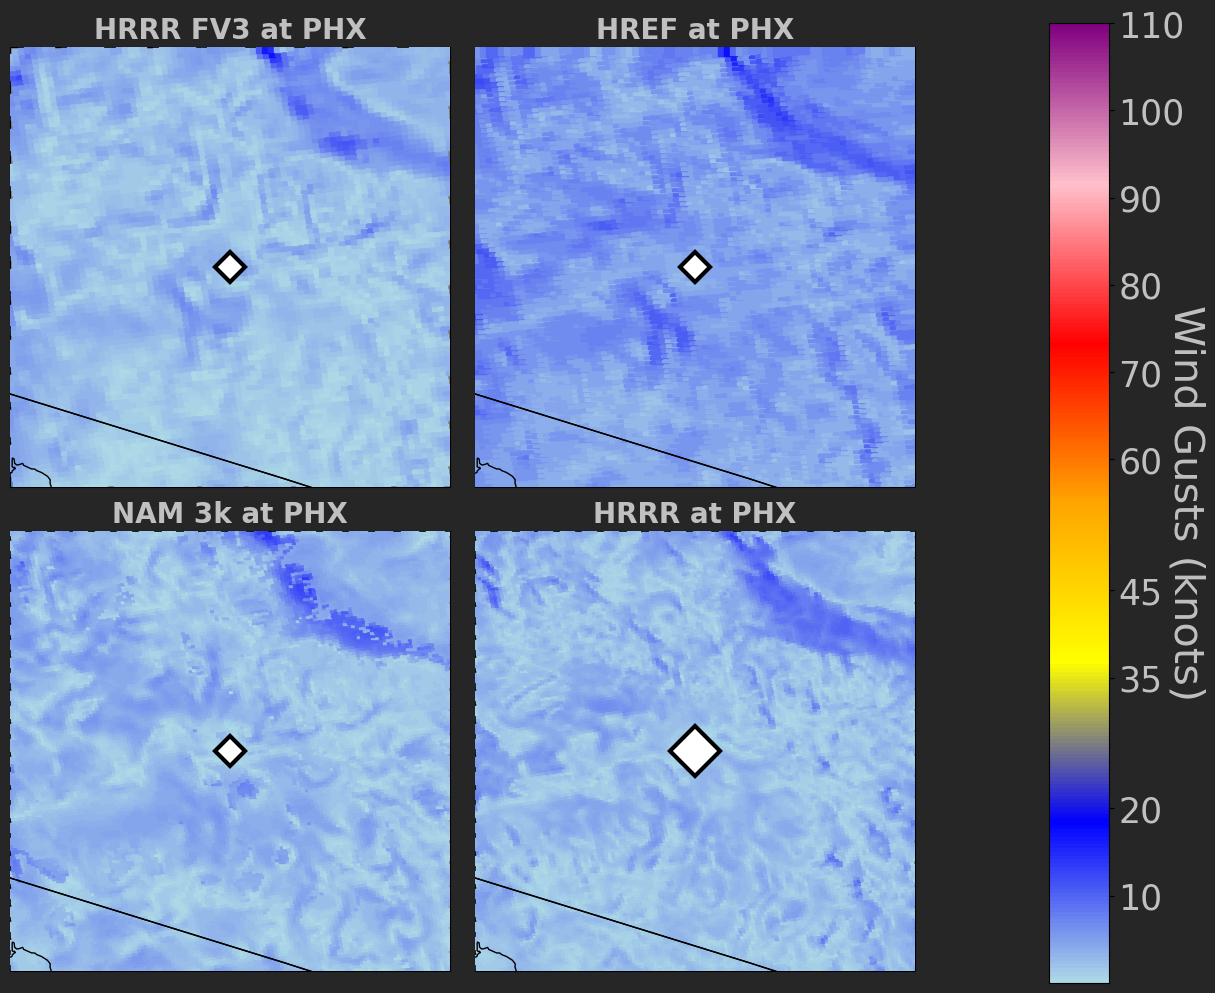 HRRR FV3 at PHX
HREF at PHX
NAM 3k at PHX
HRRR at PHX
110
100
90
80
70
60
45
35
20
10
Wind Gusts (knots)